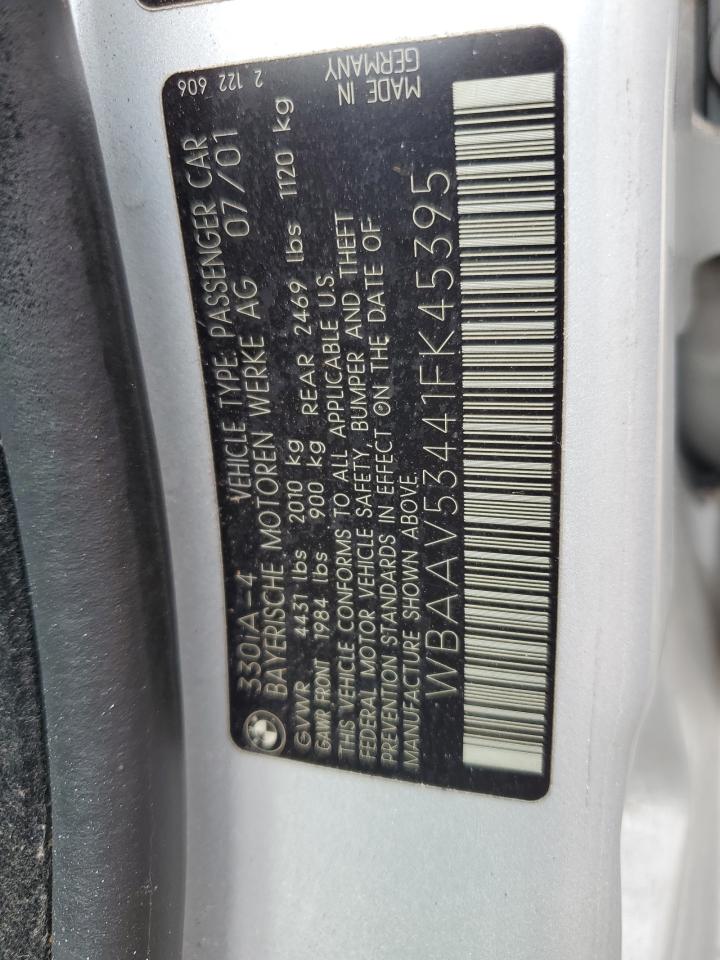 330iA-4 VEHICLE TYPE: PASSENGER CAR
BAYERISCHE MOTOREN WERKE AG 07/01
2 122 606
GVWR 4431 lbs 2010 kg
GAWR FRONT 1984 lbs 900 kg REAR 2469 lbs 1120 kg
THIS VEHICLE CONFORMS TO ALL APPLICABLE U.S.
FEDERAL MOTOR VEHICLE SAFETY, BUMPER AND THEFT
PREVENTION STANDARDS IN EFFECT ON THE DATE OF
MANUFACTURE SHOWN ABOVE.
MADE IN
GERMANY
WBAAV53441FK45395